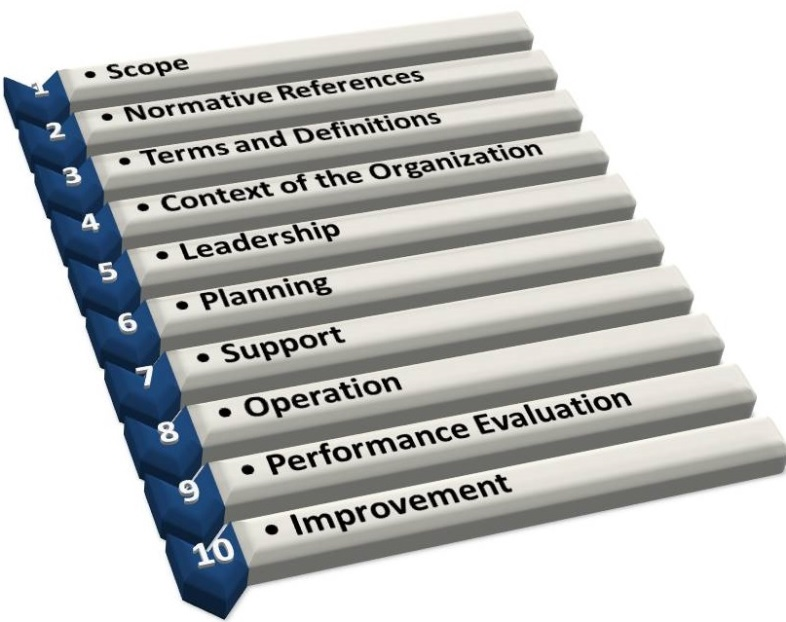 1 • Scope
2 • Normative References
3 • Terms and Definitions
4 • Context of the Organization
5 • Leadership
6 • Planning
7 • Support
8 • Operation
9 • Performance Evaluation
10 • Improvement